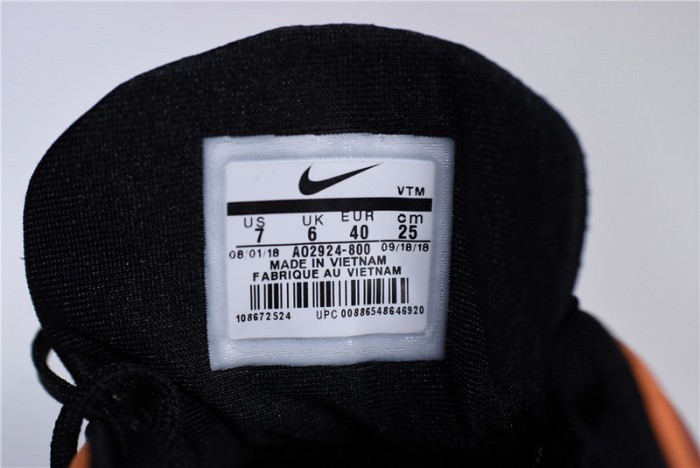 VTM
US UK EUR cm
7 6 40 25
08/01/18 AO2924-800 09/18/18
MADE IN VIETNAM
FABRIQUE AU VIETNAM
108672524 UPC 00886548646920